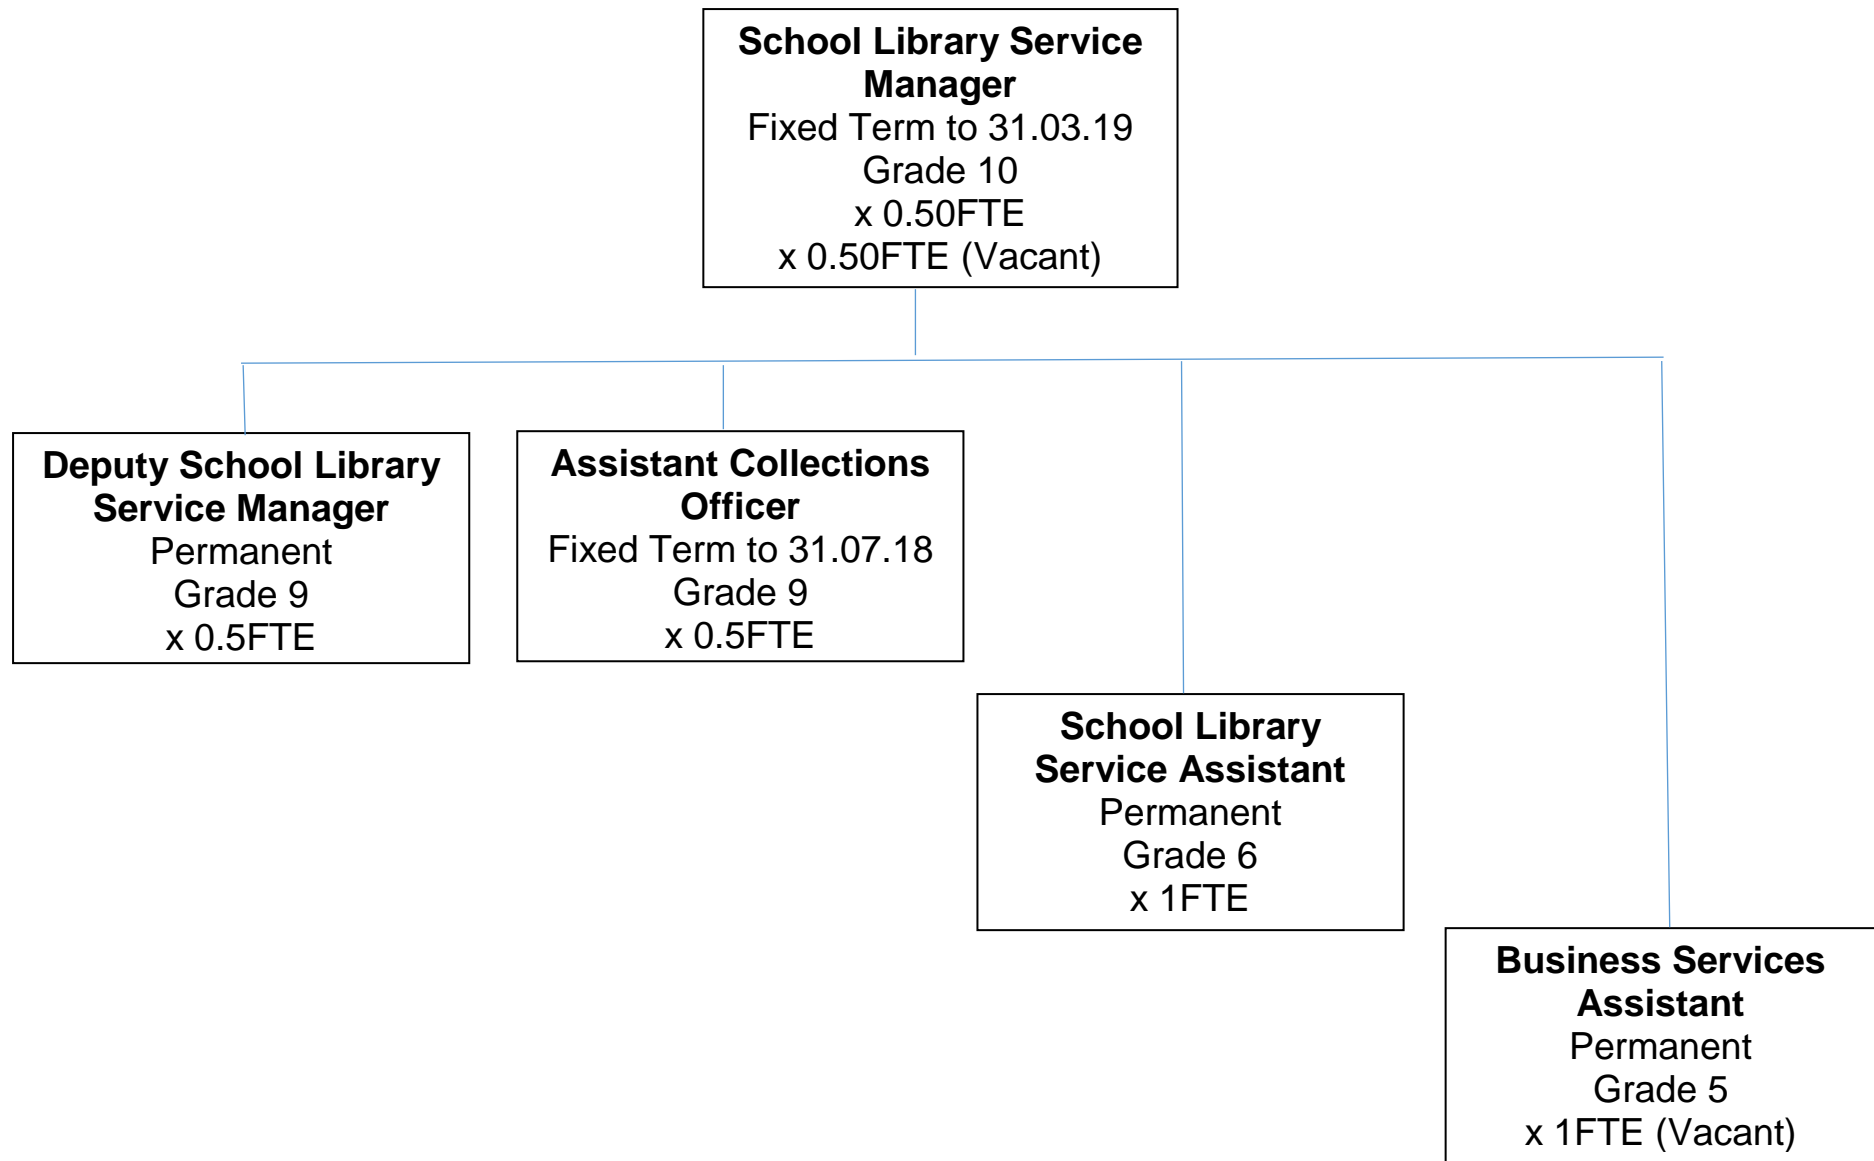 School Library Service
Manager
Fixed Term to 31.03.19
Grade 10
x 0.50FTE
x 0.50FTE (Vacant)
Deputy School Library
Service Manager
Permanent
Grade 9
x 0.5FTE
Assistant Collections
Officer
Fixed Term to 31.07.18
Grade 9
x 0.5FTE
School Library
Service Assistant
Permanent
Grade 6
x 1FTE
Business Services
Assistant
Permanent
Grade 5
x 1FTE (Vacant)